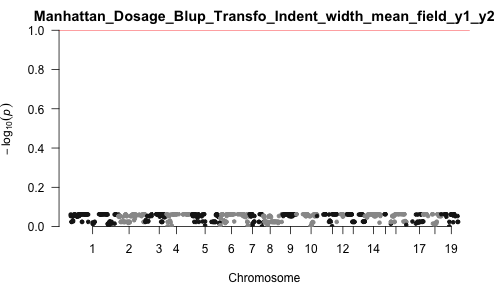 Manhattan_Dosage_Blup_Transfo_Indent_width_mean_field_y1_y2
1.0
0.8
0.6
0.4
0.2
0.0
− log10(p)
1 2 3 4 5 6 7 8 9 10 12 14 17 19
Chromosome